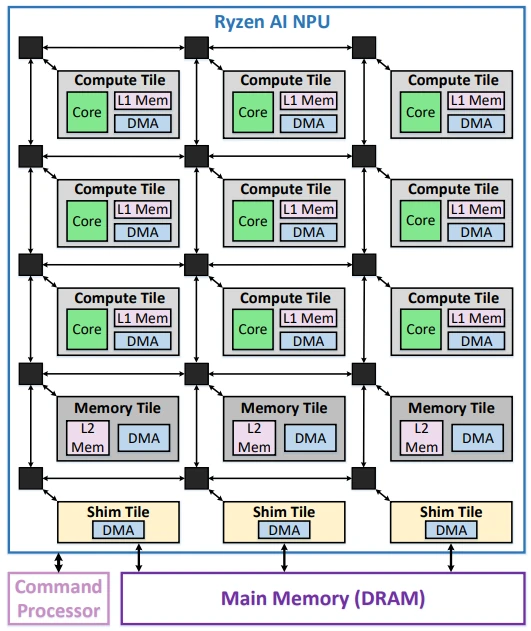 Ryzen AI NPU
Compute Tile
Core
L1 Mem
DMA
Compute Tile
Core
L1 Mem
DMA
Compute Tile
Core
L1 Mem
DMA
Compute Tile
Core
L1 Mem
DMA
Compute Tile
Core
L1 Mem
DMA
Compute Tile
Core
L1 Mem
DMA
Compute Tile
Core
L1 Mem
DMA
Compute Tile
Core
L1 Mem
DMA
Compute Tile
Core
L1 Mem
DMA
Memory Tile
L2
Mem
DMA
Memory Tile
L2
Mem
DMA
Memory Tile
L2
Mem
DMA
Shim Tile
DMA
Shim Tile
DMA
Shim Tile
DMA
Command
Processor
Main Memory (DRAM)